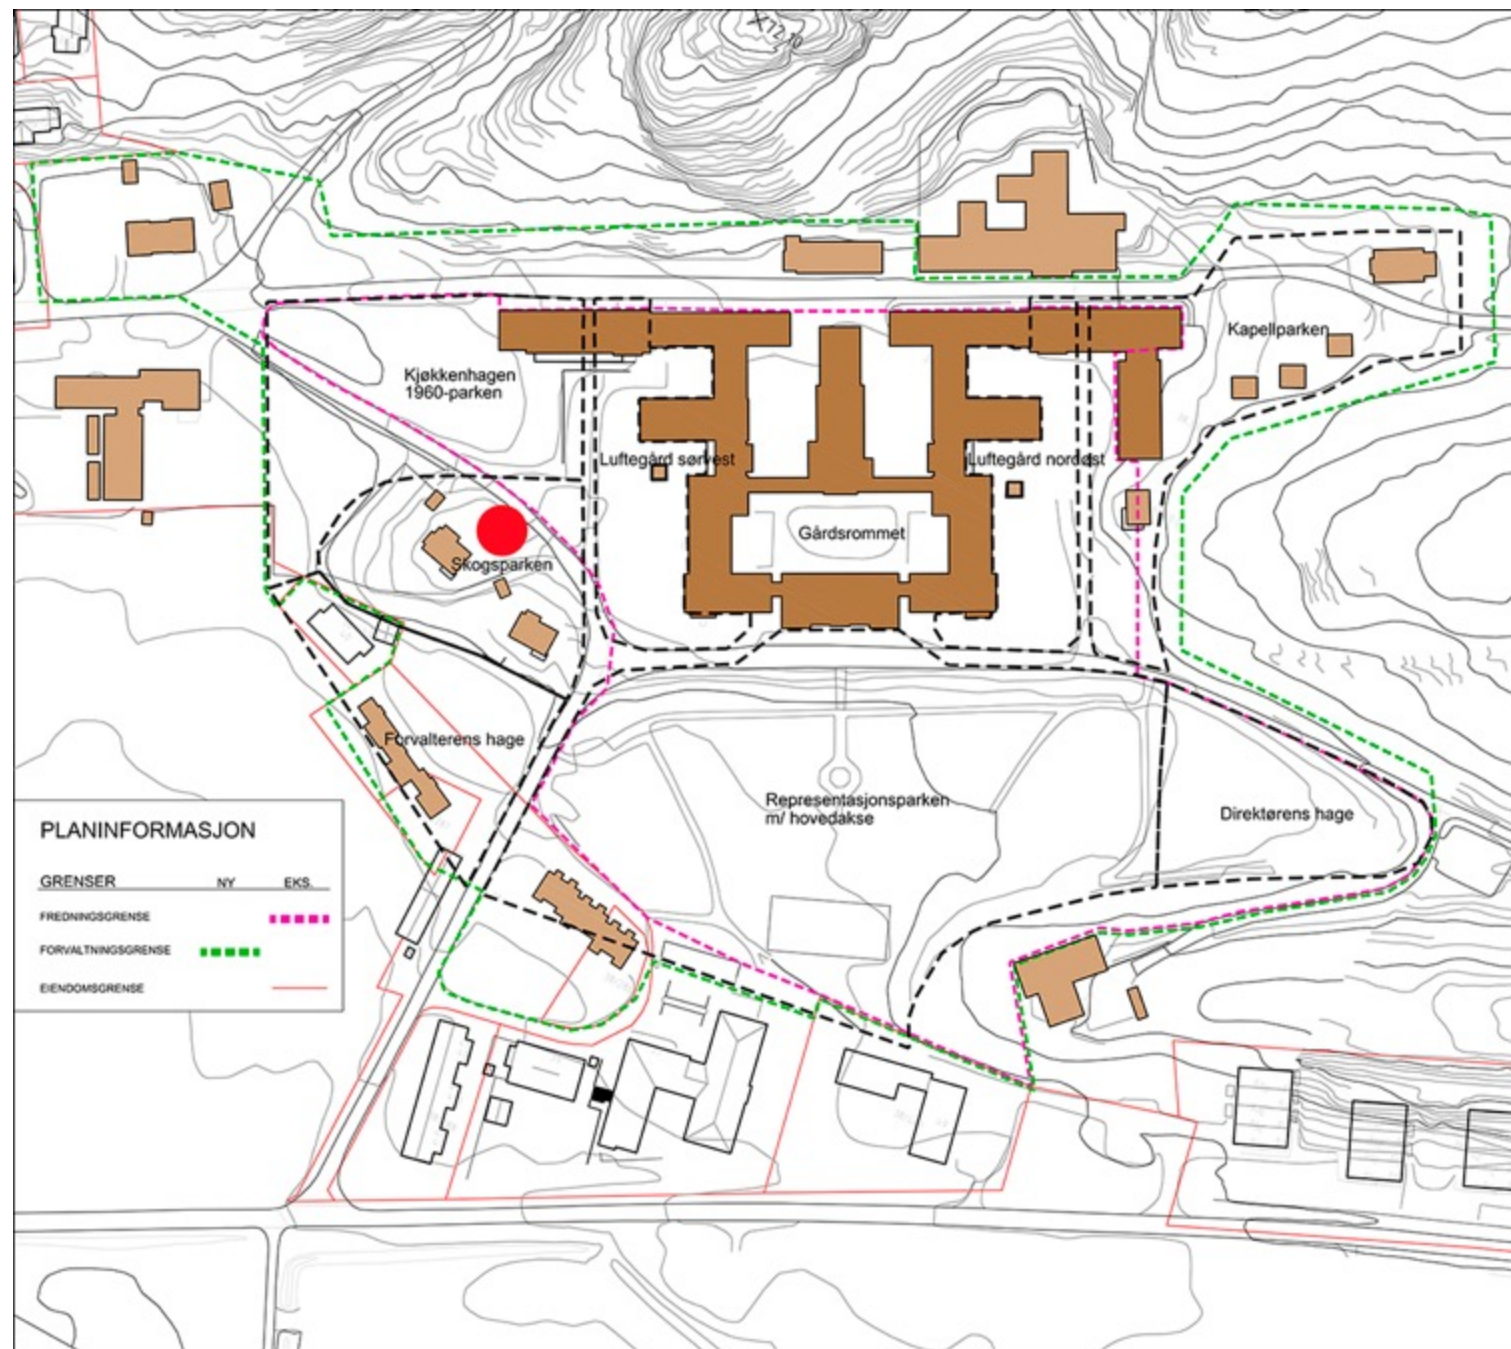 Kapellparken
Kjøkkenhagen
1960-parken
Luftegård sørvest
Luftegård nordøst
Gårdsrommet
Skogsparken
Forvalterens hage
Representasjonsparken
m/ hovedakse
Direktørens hage
PLANINFORMASJON
GRENSER NY EKS.
FREDNINGSGRENSE
FORVALTNINGSGRENSE
EIENDOMSGRENSE